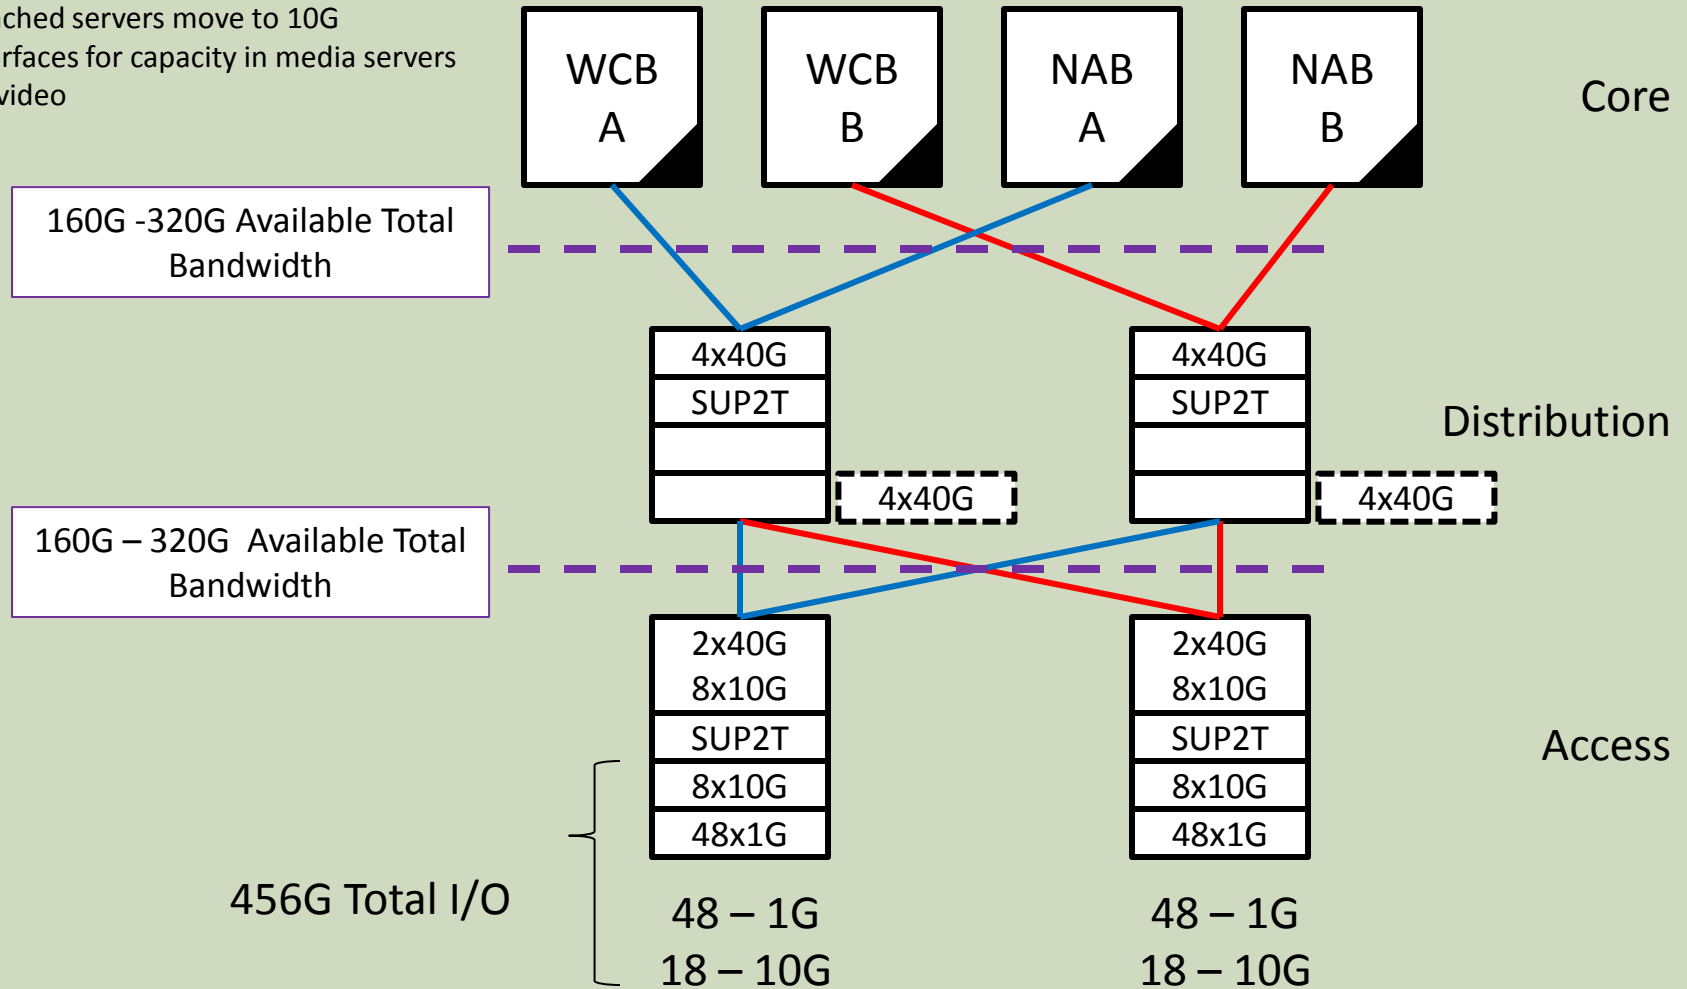 servers move to 10G
for capacity in media servers
video
WCB
A
WCB
B
NAB
A
NAB
B
Core
160G -320G Available Total
Bandwidth
4x40G
SUP2T
4x40G
4x40G
SUP2T
4x40G
Distribution
160G – 320G Available Total
Bandwidth
2x40G
8x10G
SUP2T
8x10G
48x1G
2x40G
8x10G
SUP2T
8x10G
48x1G
Access
456G Total I/O
48 – 1G
18 – 10G
48 – 1G
18 – 10G